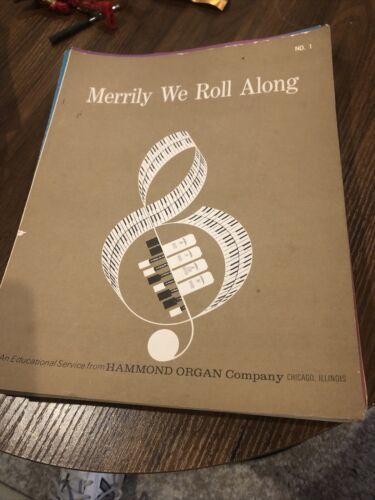 NO. 1
Merrily We Roll Along
An Educational Service from HAMMOND ORGAN Company CHICAGO, ILLINOIS